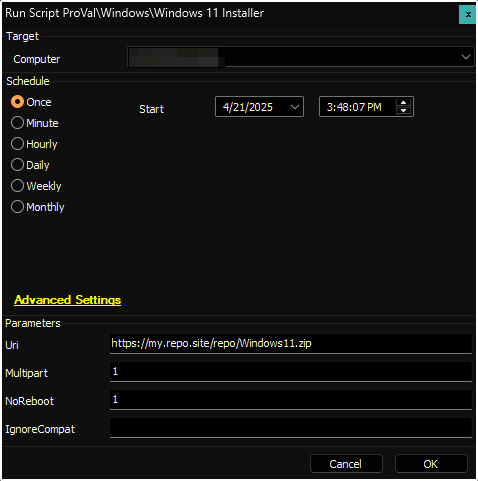 Run Script ProVal\Windows\Windows 11 Installer
x
Target
Computer
Schedule
Once
Start
4/21/2025
3:48:07 PM
Minute
Hourly
Daily
Weekly
Monthly
Advanced Settings
Parameters
Uri
https://my.repo.site/repo/Windows11.zip
Multipart
1
NoReboot
1
IgnoreCompat
Cancel
OK